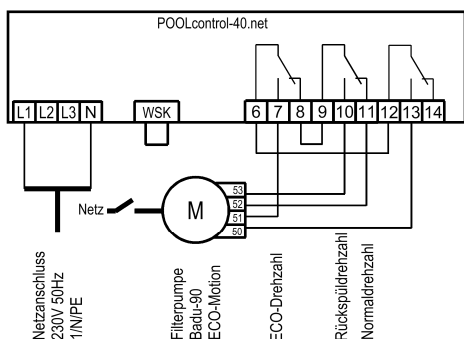 POOLcontrol-40.net
L1 L2 L3 N WSK 6 7 8 9 10 11 12 13 14
Netz
M
53
52
51
50
Netzanschluss
230V 50Hz
1/N/PE
Filterpumpe
Badu-90
ECO-Motion
ECO-Drehzahl
Rückspüldrehzahl
Normaldrehzahl